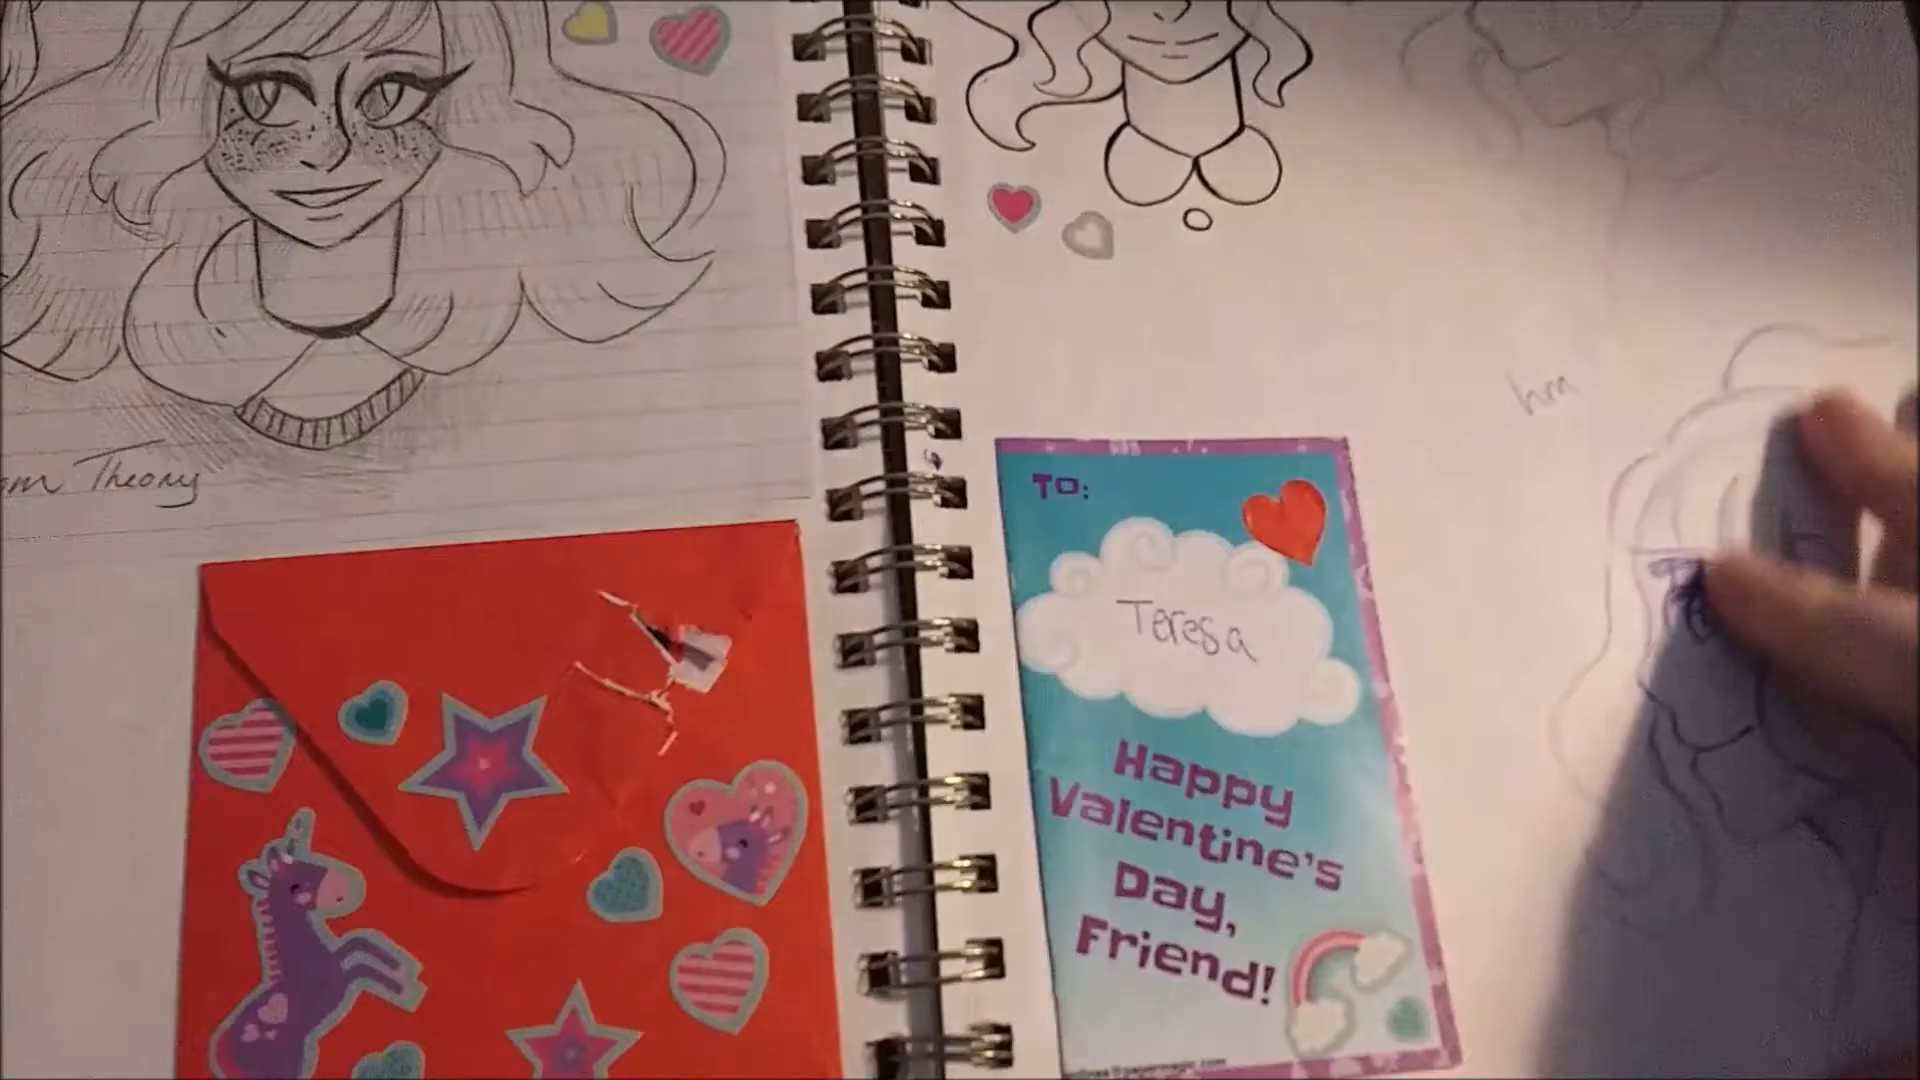 Theory
hm
TO:
Teresa
Happy
Valentine's
Day,
Friend!